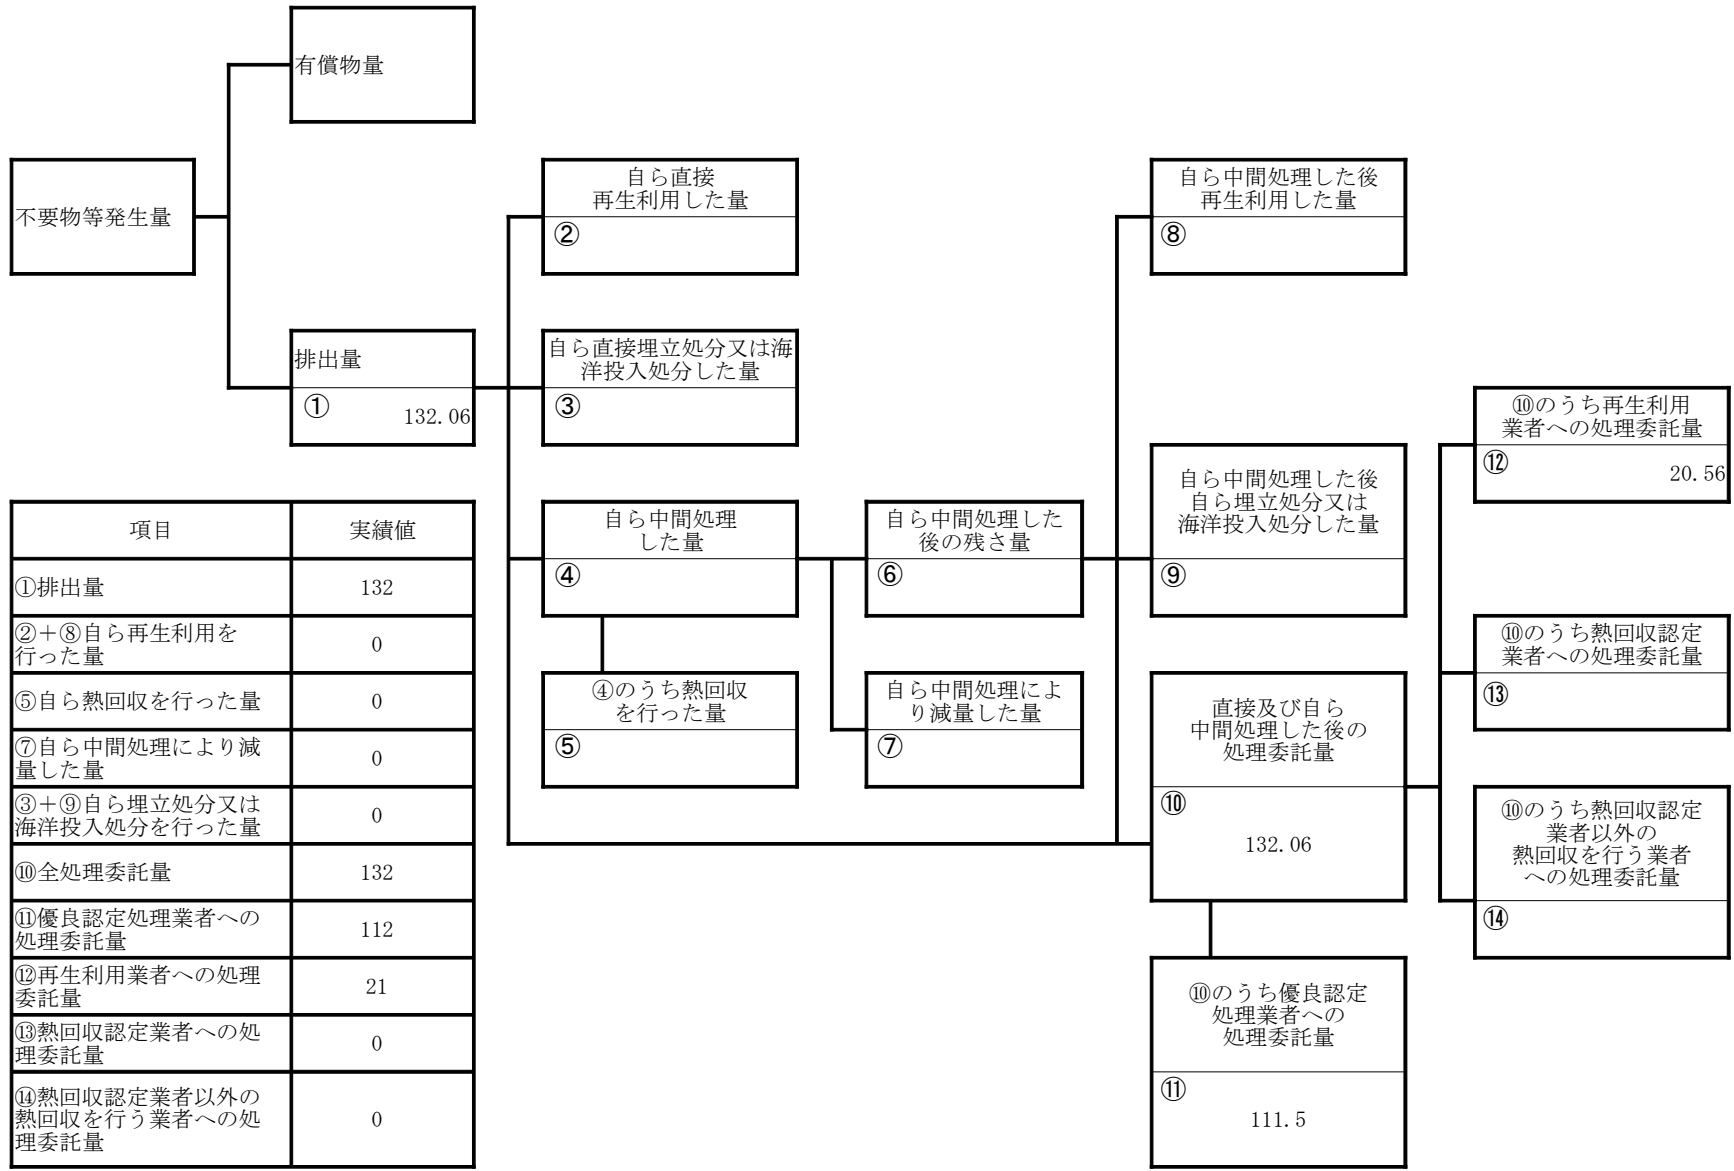 有償物量
不要物等発生量
自ら直接
再生利用した量
②
自ら中間処理した後
再生利用した量
⑧
排出量
①
132.06
自ら直接埋立処分又は海
洋投入処分した量
③
⑩のうち再生利用
業者への処理委託量
⑫
20.56
自ら中間処理
した量
④
自ら中間処理した
後の残さ量
⑥
自ら中間処理した後
自ら埋立処分又は
海洋投入処分した量
⑨
⑩のうち熱回収認定
業者への処理委託量
⑬
④のうち熱回収
を行った量
⑤
自ら中間処理によ
り減量した量
⑦
直接及び自ら
中間処理した後の
処理委託量
⑩
132.06
⑩のうち熱回収認定
業者以外の
熱回収を行う業者
への処理委託量
⑭
⑩のうち優良認定
処理業者への
処理委託量
⑪
111.5
項目 実績値
①排出量 132
②+⑧自ら再生利用を
行った量 0
⑤自ら熱回収を行った量 0
⑦自ら中間処理により減
量した量 0
③+⑨自ら埋立処分又は
海洋投入処分を行った量 0
⑩全処理委託量 132
⑪優良認定処理業者への
処理委託量 112
⑫再生利用業者への処理
委託量 21
⑬熱回収認定業者への処
理委託量 0
⑭熱回収認定業者以外の
熱回収を行う業者への処 0
理委託量